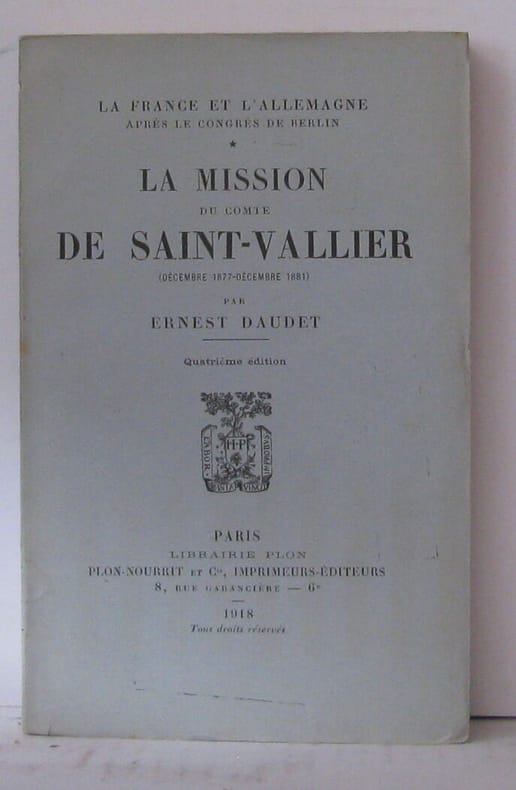 LA FRANCE ET L'ALLEMAGNE
APRÈS LE CONGRÈS DE BERLIN
★
LA MISSION
DU COMTE
DE SAINT-VALLIER
(DÉCEMBRE 1877-DÉCEMBRE 1881)
PAR
ERNEST DAUDET
Quatrième édition
H·P
LABOR
IMPROBUS
PARIS
LIBRAIRIE PLON
PLON-NOURRIT ET Cie, IMPRIMEURS-ÉDITEURS
8, RUE GARANCIÈRE — 6e
1918
Tous droits réservés